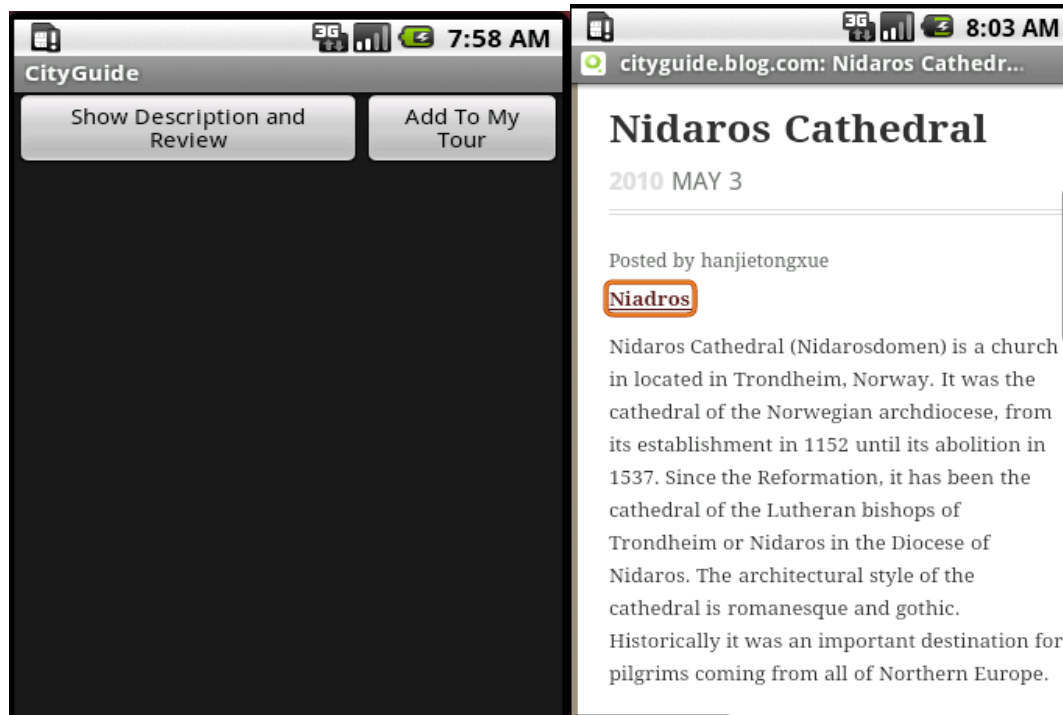 3G 7:58 AM
CityGuide
Show Description and
Review
Add To My
Tour
3G 8:03 AM
cityguide.blog.com: Nidaros Cathedr...
Nidaros Cathedral
2010 MAY 3
Posted by hanjietongxue
Niadros
Nidaros Cathedral (Nidarosdomen) is a church
in located in Trondheim, Norway. It was the
cathedral of the Norwegian archdiocese, from
its establishment in 1152 until its abolition in
1537. Since the Reformation, it has been the
cathedral of the Lutheran bishops of
Trondheim or Nidaros in the Diocese of
Nidaros. The architectural style of the
cathedral is romanesque and gothic.
Historically it was an important destination for
pilgrims coming from all of Northern Europe.